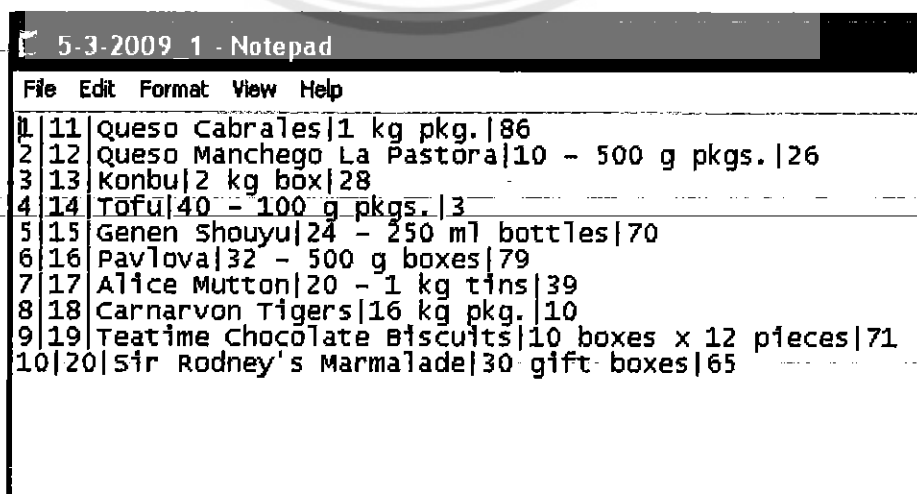 5-3-2009_1 - Notepad
File Edit Format View Help
1|11|Queso Cabrales|1 kg pkg.|86
2|12|Queso Manchego La Pastora|10 - 500 g pkgs.|26
3|13|Konbu|2 kg box|28
4|14|Tofu|40 - 100 g pkgs.|3
5|15|Genen Shouyu|24 - 250 ml bottles|70
6|16|Pavlova|32 - 500 g boxes|79
7|17|Alice Mutton|20 - 1 kg tins|39
8|18|Carnarvon Tigers|16 kg pkg.|10
9|19|Teatime Chocolate Biscuits|10 boxes x 12 pieces|71
10|20|Sir Rodney's Marmalade|30 gift boxes|65